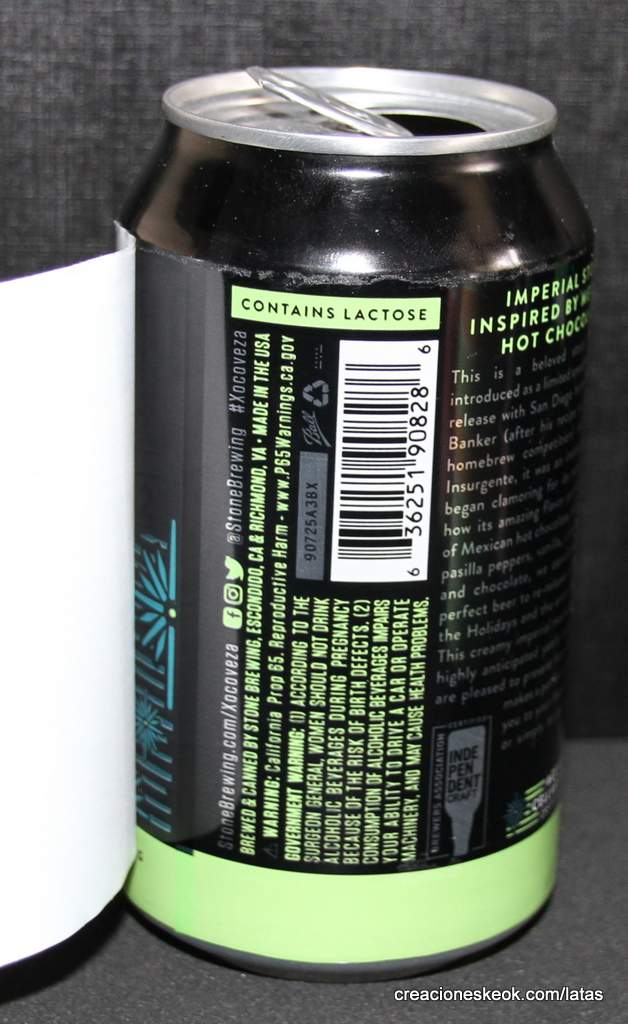 CONTAINS LACTOSE
StoneBrewing.com/Xocoveza @StoneBrewing #Xocoveza
BREWED & CANNED BY STONE BREWING, ESCONDIDO, CA & RICHMOND, VA • MADE IN THE USA
⚠ WARNING: California Prop 65. Reproductive Harm - www.P65Warnings.ca.gov
GOVERNMENT WARNING: (1) ACCORDING TO THE
SURGEON GENERAL, WOMEN SHOULD NOT DRINK
ALCOHOLIC BEVERAGES DURING PREGNANCY
BECAUSE OF THE RISK OF BIRTH DEFECTS. (2)
CONSUMPTION OF ALCOHOLIC BEVERAGES IMPAIRS
YOUR ABILITY TO DRIVE A CAR OR OPERATE
MACHINERY, AND MAY CAUSE HEALTH PROBLEMS.
Ball
90725A3BX
6 36251 90828 6
IMPERIAL
INSPIRED BY
HOT
This is a beloved
introduced as a limited
release with San Diego
Banker (after his
homebrew
Insurgente, it was
began clamoring for
how its amazing
of Mexican hot
pasilla peppers,
and chocolate, we
perfect beer to
the Holidays and the
This creamy
highly anticipated
are pleased to
you to
or
BREWERS ASSOCIATION
CERTIFIED
INDE
PEN
DENT
CRAFT
creacioneskeok.com/latas